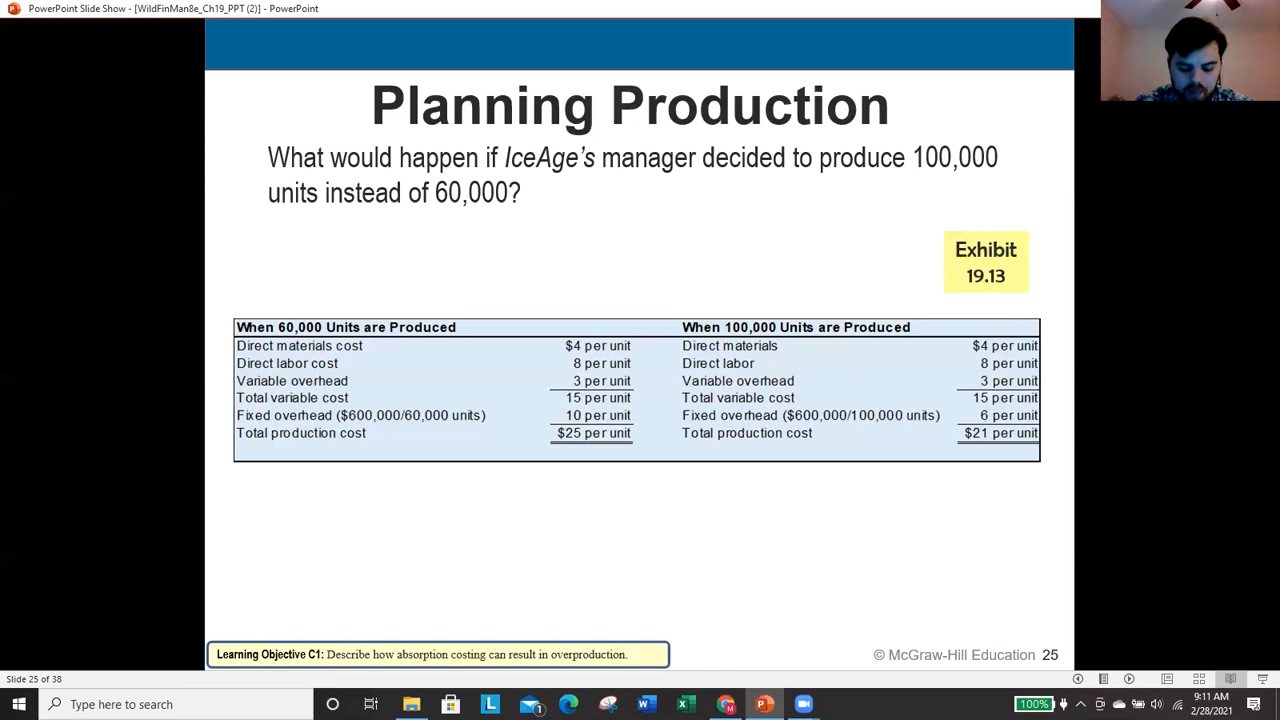 PowerPoint Slide Show - [WildFinMan8e_Ch19_PPT (2)] - PowerPoint
Planning Production
What would happen if IceAge's manager decided to produce 100,000
units instead of 60,000?
Exhibit
19.13
When 60,000 Units are Produced When 100,000 Units are Produced
Direct materials cost $4 per unit Direct materials $4 per unit
Direct labor cost 8 per unit Direct labor 8 per unit
Variable overhead 3 per unit Variable overhead 3 per unit
Total variable cost 15 per unit Total variable cost 15 per unit
Fixed overhead ($600,000/60,000 units) 10 per unit Fixed overhead ($600,000/100,000 units) 6 per unit
Total production cost $25 per unit Total production cost $21 per unit
Learning Objective C1: Describe how absorption costing can result in overproduction.
© McGraw-Hill Education 25
Slide 25 of 38
Type here to search
100%
9:11 AM
2/28/2021